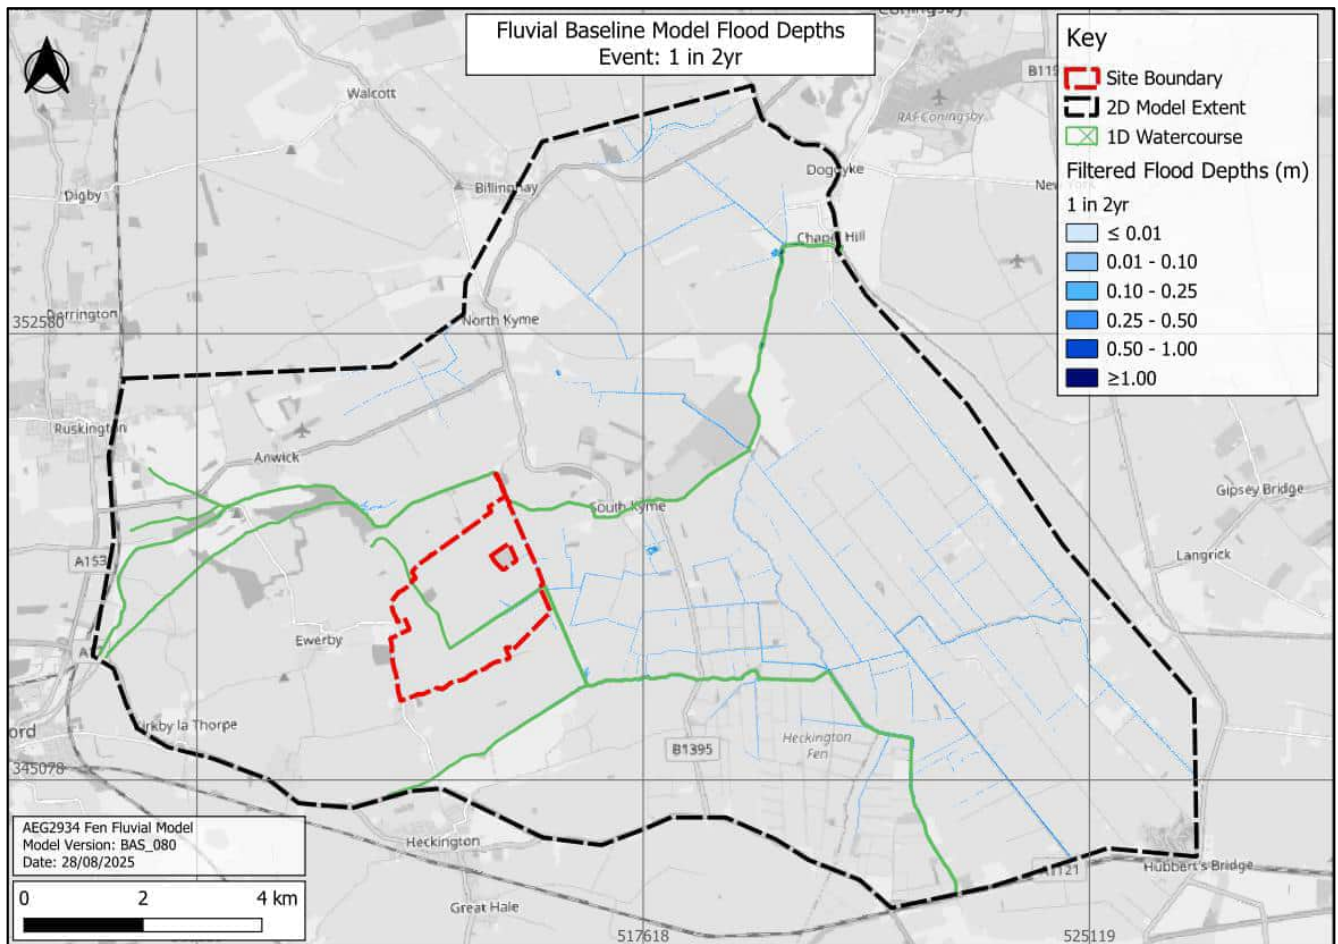 Fluvial Baseline Model Flood Depths
Event: 1 in 2yr
Key
Site Boundary
2D Model Extent
1D Watercourse
Filtered Flood Depths (m)
1 in 2yr
≤ 0.01
0.01 - 0.10
0.10 - 0.25
0.25 - 0.50
0.50 - 1.00
≥1.00
Coningsby
Walcott
RAF Coningsby
Digby
Billinghay
Dogdyke
Chapel Hill
Dorrington
352580
North Kyme
Ruskington
Anwick
South Kyme
Gipsey Bridge
Langrick
A153
Ewerby
Kirkby la Thorpe
ord
B1395
Heckington
Fen
345078
AEG2934 Fen Fluvial Model
Model Version: BAS_080
Date: 28/08/2025
Heckington
A1121
Hubbert's Bridge
0 2 4 km
Great Hale
517618
525119